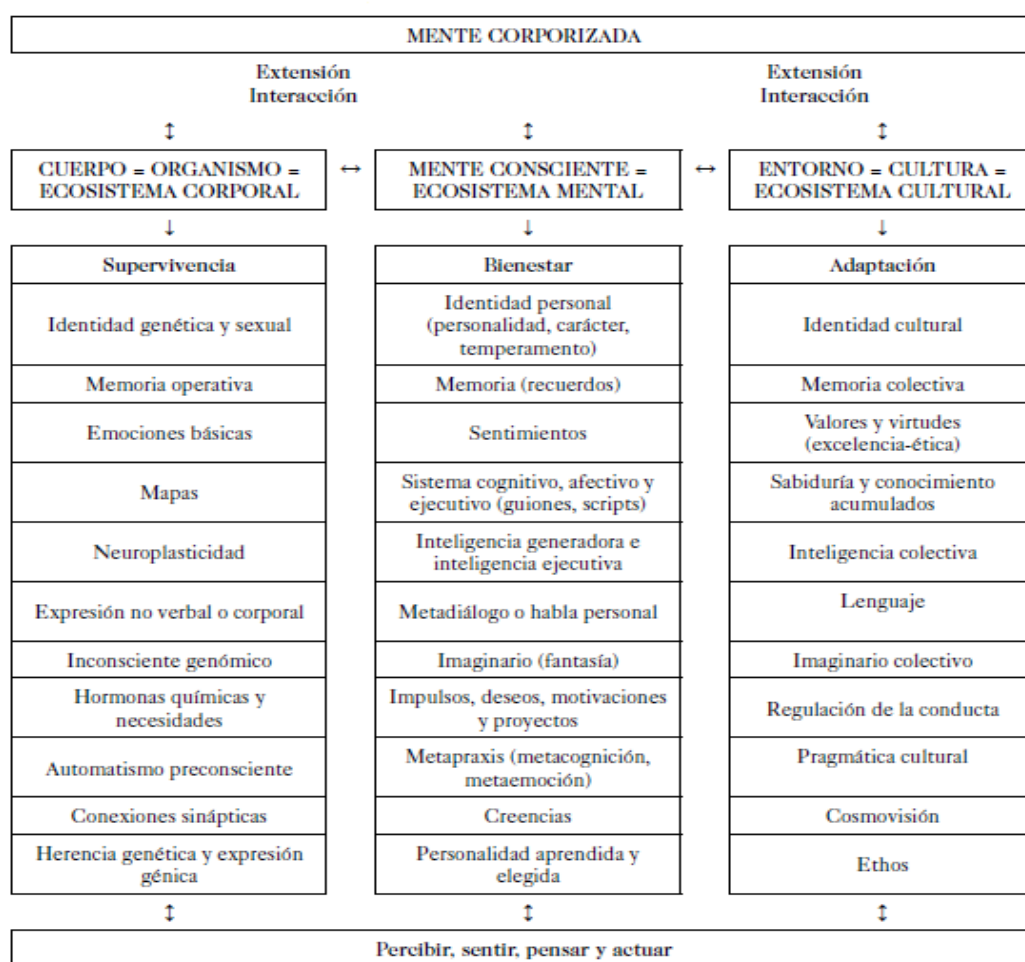 MENTE CORPORIZADA
Extensión
Interacción
Extensión
Interacción
↕ ↕ ↕
CUERPO = ORGANISMO =
ECOSISTEMA CORPORAL
↔
MENTE CONSCIENTE =
ECOSISTEMA MENTAL
↔
ENTORNO = CULTURA =
ECOSISTEMA CULTURAL
↓ ↓ ↓
Supervivencia
Bienestar
Adaptación
Identidad genética y sexual
Identidad personal
(personalidad, carácter,
temperamento)
Identidad cultural
Memoria operativa
Memoria (recuerdos)
Memoria colectiva
Emociones básicas
Sentimientos
Valores y virtudes
(excelencia-ética)
Mapas
Sistema cognitivo, afectivo y
ejecutivo (guiones, scripts)
Sabiduría y conocimiento
acumulados
Neuroplasticidad
Inteligencia generadora e
inteligencia ejecutiva
Inteligencia colectiva
Expresión no verbal o corporal
Metadiálogo o habla personal
Lenguaje
Inconsciente genómico
Imaginario (fantasía)
Imaginario colectivo
Hormonas químicas y
necesidades
Impulsos, deseos, motivaciones
y proyectos
Regulación de la conducta
Automatismo preconsciente
Metapraxis (metacognición,
metaemoción)
Pragmática cultural
Conexiones sinápticas
Creencias
Cosmovisión
Herencia genética y expresión
génica
Personalidad aprendida y
elegida
Ethos
↕ ↕ ↕
Percibir, sentir, pensar y actuar